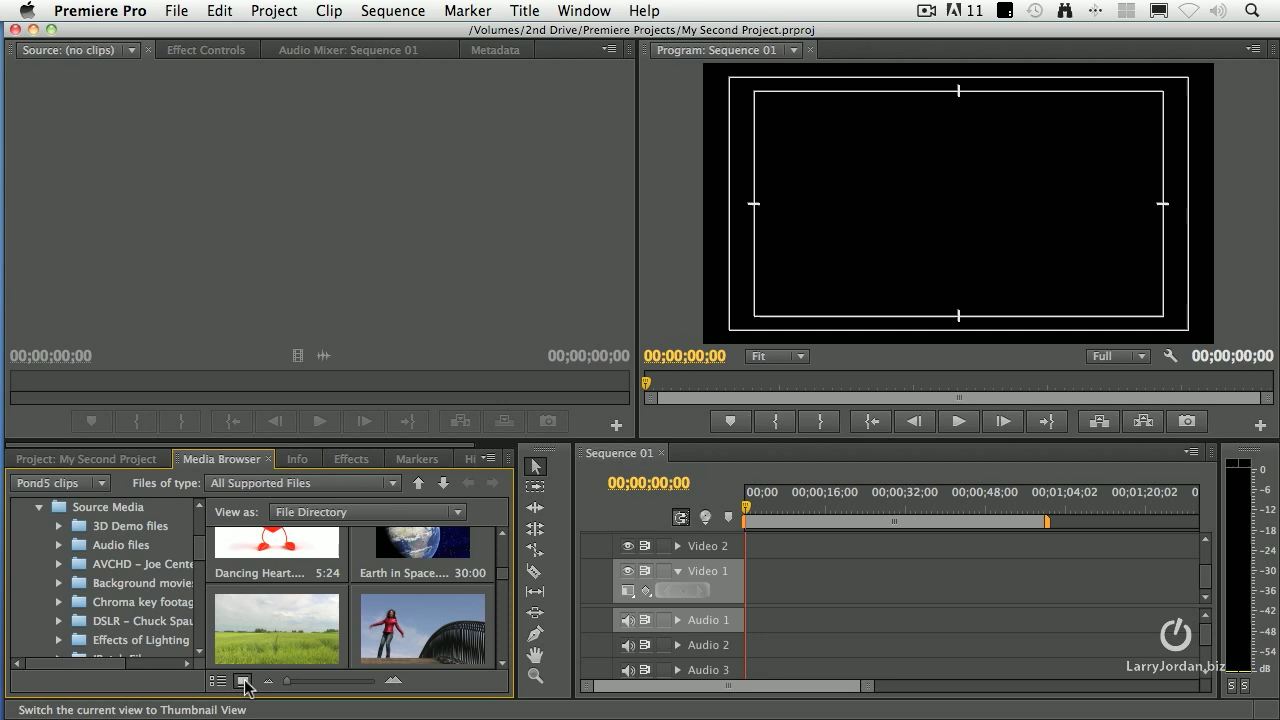 Premiere Pro File Edit Project Clip Sequence Marker Title Window Help 11
/Volumes/2nd Drive/Premiere Projects/My Second Project.prproj
Source: (no clips) Effect Controls Audio Mixer: Sequence 01 Metadata
Program: Sequence 01
00;00;00;00 00;00;00;00
00;00;00;00 Fit Full 00;00;00;00
Project: My Second Project Media Browser Info Effects Markers Hi
Pond5 clips Files of type: All Supported Files
Source Media
3D Demo files
Audio files
AVCHD - Joe Cente
Background movie
Chroma key footag
DSLR - Chuck Spau
Effects of Lighting
View as: File Directory
Dancing Heart.... 5:24 Earth in Space.... 30:00
Sequence 01
00;00;00;00
00;00 00;00;16;00 00;00;32;00 00;00;48;00 00;01;04;02 00;01;20;02 0
Video 2
Video 1
Audio 1
Audio 2
Audio 3
0
-6
-12
-18
-24
-30
-36
-42
-48
-54
dB
S S
LarryJordan.biz
Switch the current view to Thumbnail View